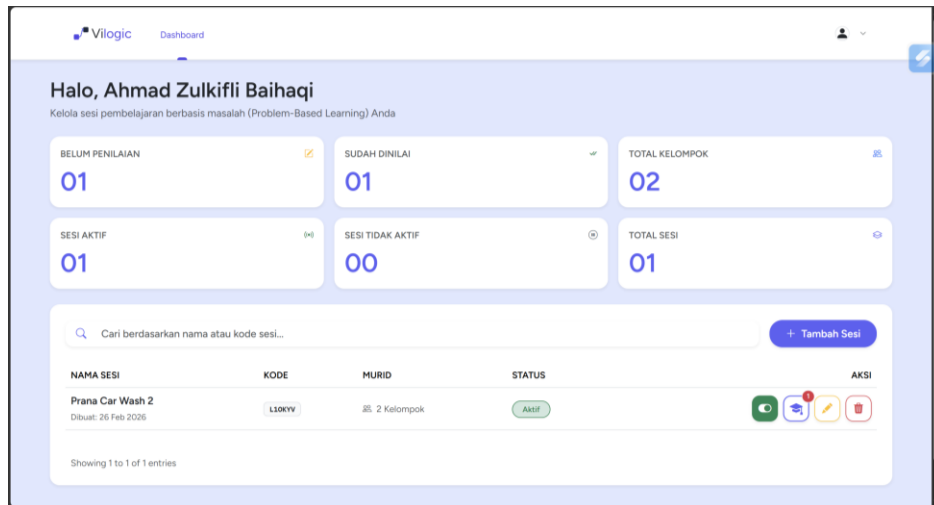 Vilogic Dashboard
Halo, Ahmad Zulkifli Baihaqi
Kelola sesi pembelajaran berbasis masalah (Problem-Based Learning) Anda
BELUM PENILAIAN
01
SUDAH DINILAI
01
TOTAL KELOMPOK
02
SESI AKTIF
01
SESI TIDAK AKTIF
00
TOTAL SESI
01
Cari berdasarkan nama atau kode sesi...
+ Tambah Sesi
NAMA SESI KODE MURID STATUS AKSI
Prana Car Wash 2
Dibuat: 26 Feb 2026
L10KYV
2 Kelompok
Aktif
1
Showing 1 to 1 of 1 entries